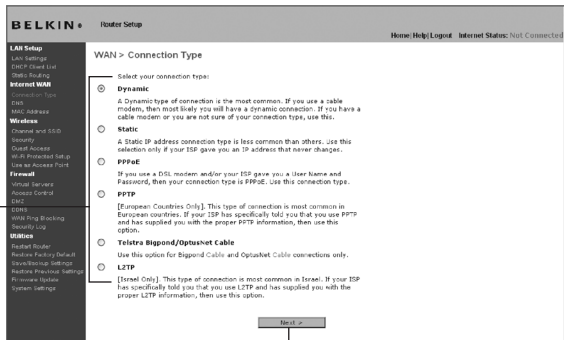 BELKIN®
Router Setup
Home|Help|Logout Internet Status: Not Connected
LAN Setup
LAN Settings
DHCP Client List
Static Routing
Internet WAN
Connection Type
DNS
MAC Address
Wireless
Channel and SSID
Security
Guest Access
Wi-Fi Protected Setup
Use as Access Point
Firewall
Virtual Servers
Access Control
DMZ
DDNS
WAN Ping Blocking
Security Log
Utilities
Restart Router
Restore Factory Default
Save/Backup Settings
Restore Previous Settings
Firmware Update
System Settings
WAN > Connection Type
Select your connection type:
Dynamic
A Dynamic type of connection is the most common. If you use a cable
modem, then most likely you will have a dynamic connection. If you have a
cable modem or you are not sure of your connection type, use this.
Static
A Static IP address connection type is less common than others. Use this
selection only if your ISP gave you an IP address that never changes.
PPPoE
If you use a DSL modem and/or your ISP gave you a User Name and
Password, then your connection type is PPPoE. Use this connection type.
PPTP
[European Countries Only]. This type of connection is most common in
European countries. If your ISP has specifically told you that you use PPTP
and has supplied you with the proper PPTP information, then use this
option.
Telstra Bigpond/OptusNet Cable
Use this option for Bigpond Cable and OptusNet Cable connections only.
L2TP
[Israel Only]. This type of connection is most common in Israel. If your ISP
has specifically told you that you use L2TP and has supplied you with the
proper L2TP information, then use this option.
Next >